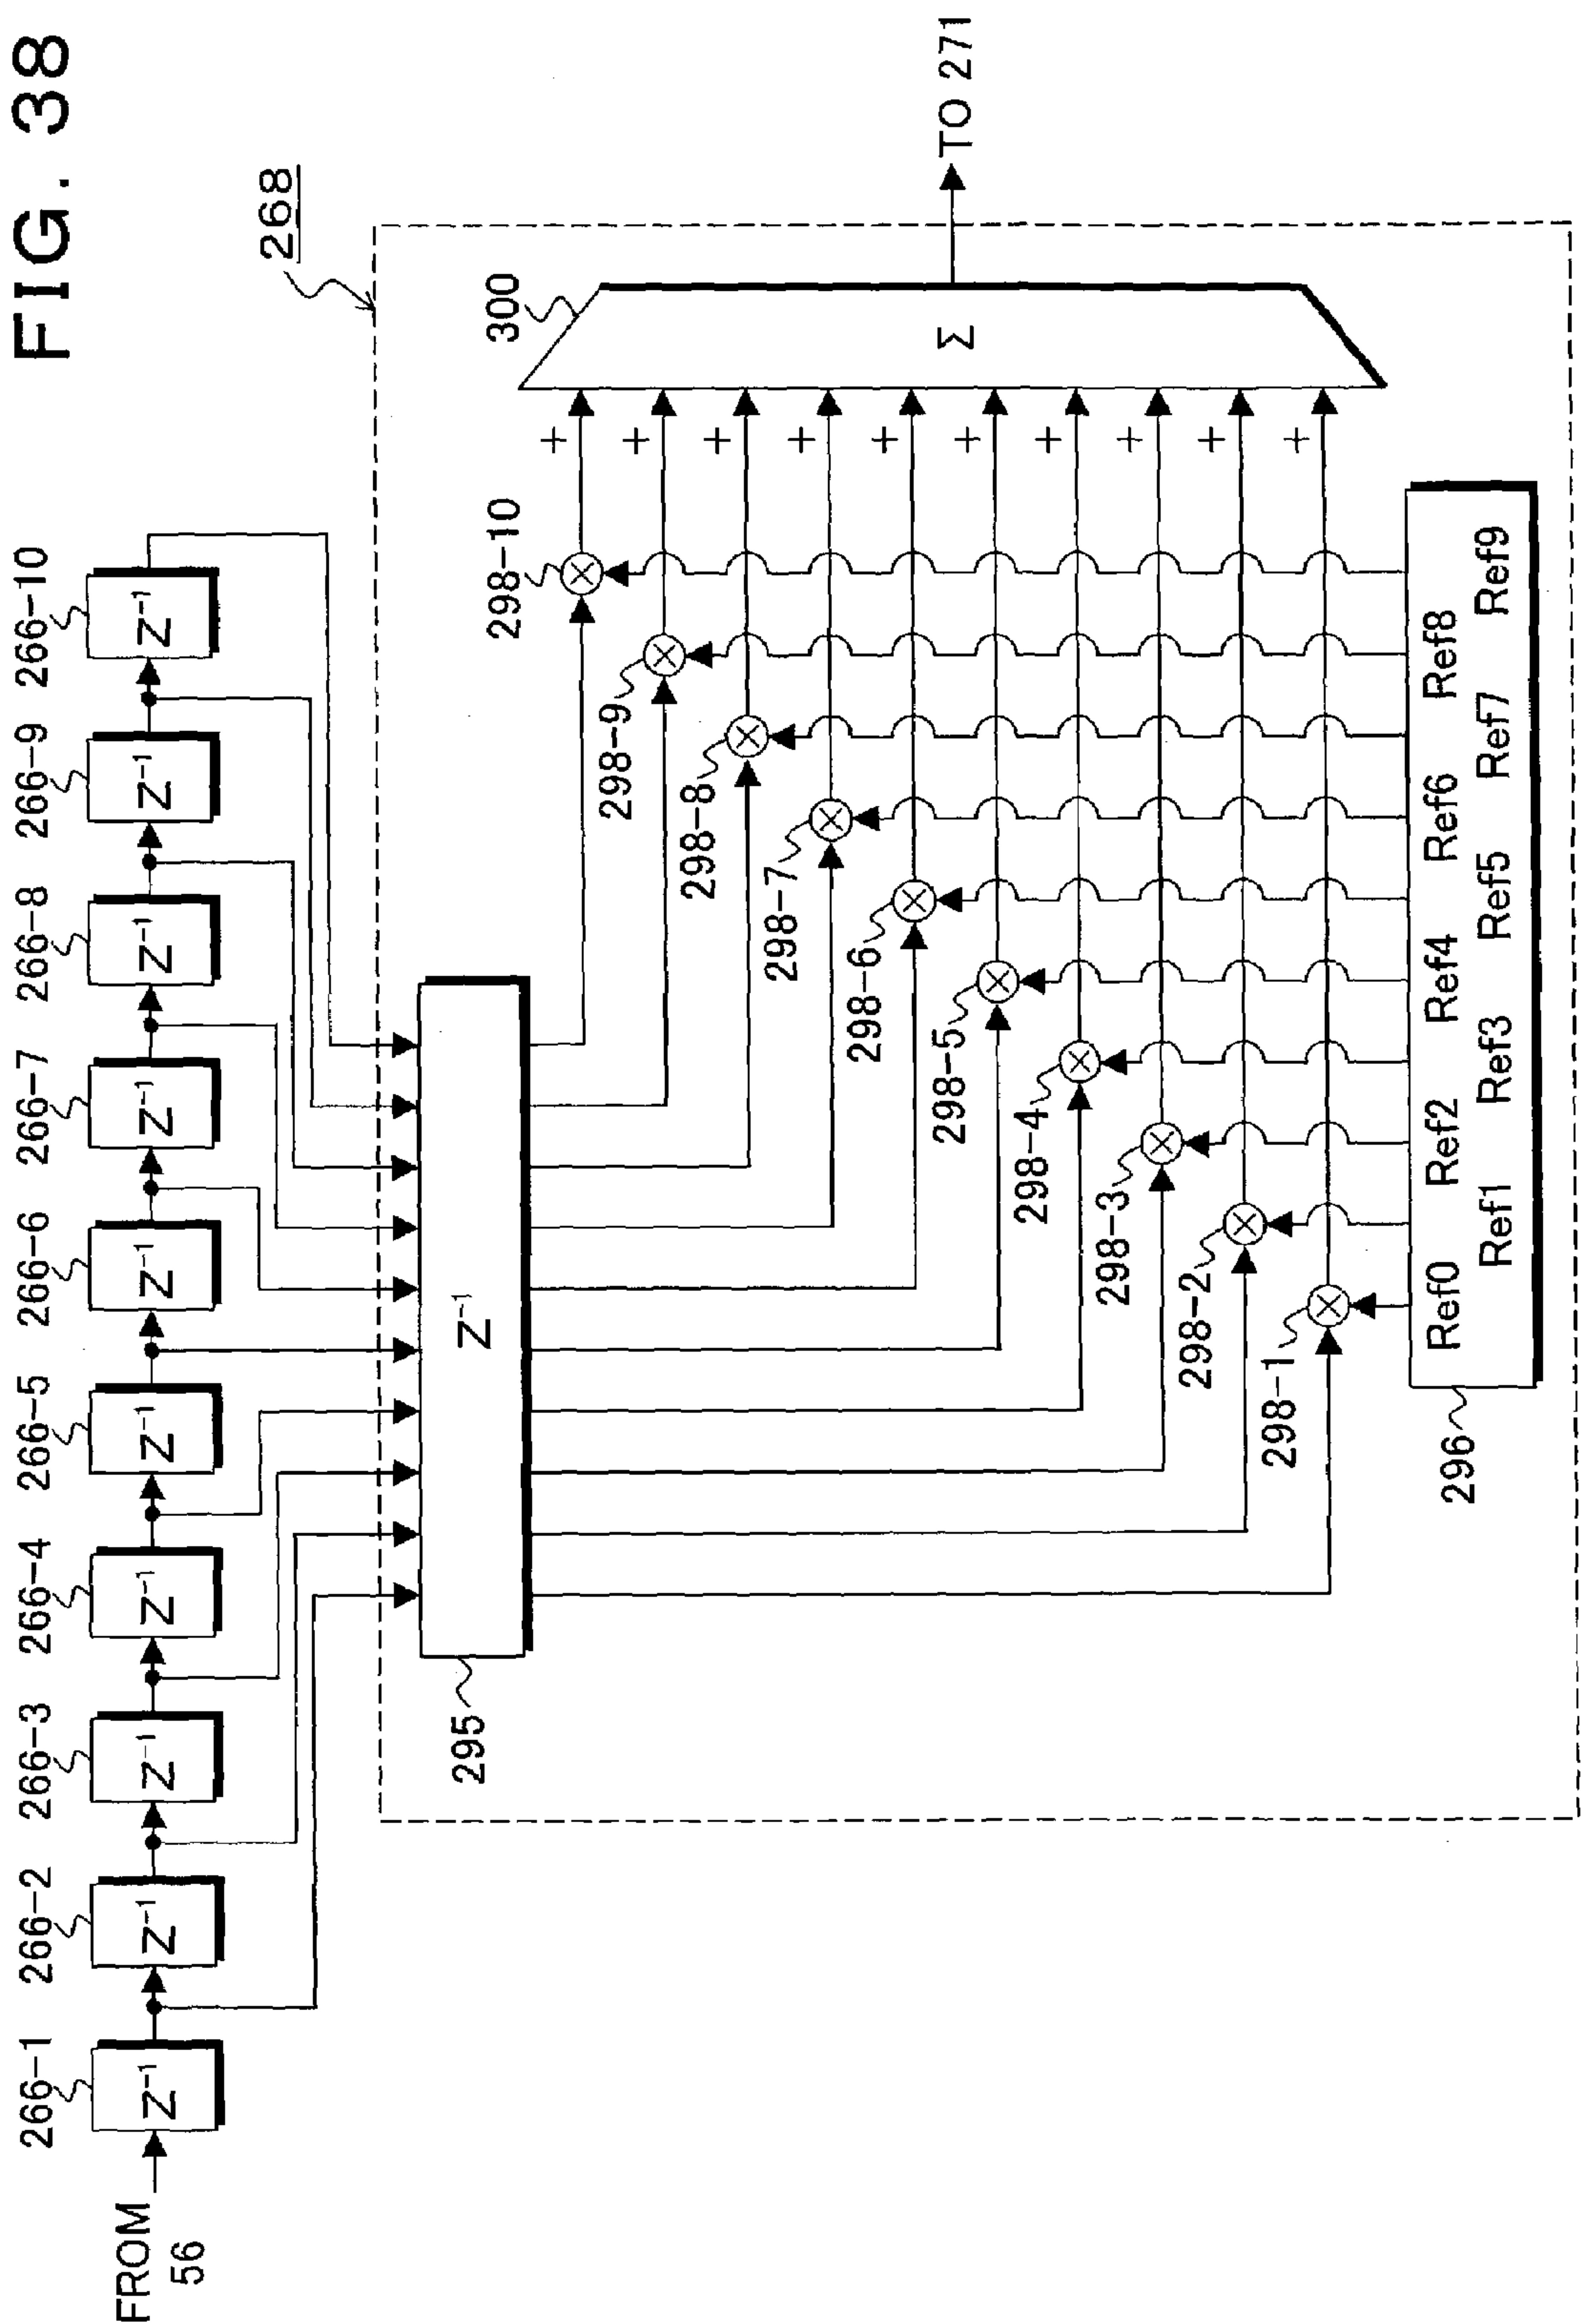 FIG. 38
FROM
56
266-1
266-2
266-3
266-4
266-5
266-6
266-7
266-8
266-9
266-10
Z⁻¹
Z⁻¹
Z⁻¹
Z⁻¹
Z⁻¹
Z⁻¹
Z⁻¹
Z⁻¹
Z⁻¹
Z⁻¹
268
295
Z⁻¹
298-10
298-9
298-8
298-7
298-6
298-5
298-4
298-3
298-2
298-1
+
+
+
+
+
+
+
+
+
+
300
Σ
TO 271
296
Ref0
Ref1
Ref2
Ref3
Ref4
Ref5
Ref6
Ref7
Ref8
Ref9